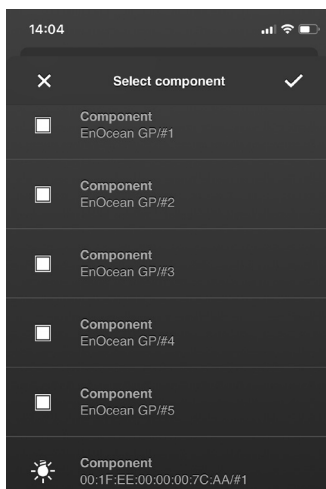 14:04
Select component
Component
EnOcean GP/#1
Component
EnOcean GP/#2
Component
EnOcean GP/#3
Component
EnOcean GP/#4
Component
EnOcean GP/#5
Component
00:1F:EE:00:00:00:7C:AA/#1